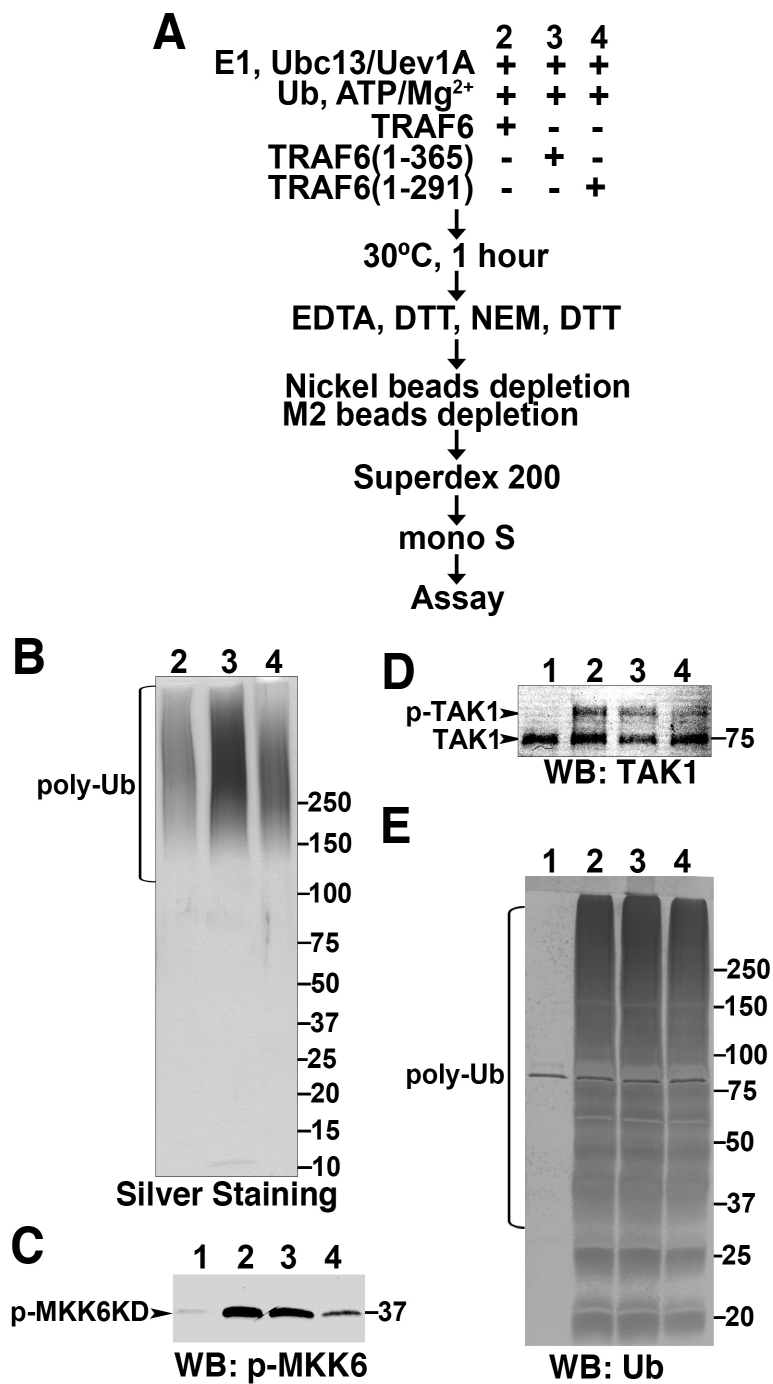 A
2 3 4
E1, Ubc13/Uev1A + + +
Ub, ATP/Mg2+ + + +
TRAF6 + - -
TRAF6(1-365) - + -
TRAF6(1-291) - - +
30ºC, 1 hour
EDTA, DTT, NEM, DTT
Nickel beads depletion
M2 beads depletion
Superdex 200
mono S
Assay
B
2 3 4
poly-Ub
–250
–150
–100
–75
–50
–37
–25
–20
–15
–10
Silver Staining
C
1 2 3 4
p-MKK6KD –37
WB: p-MKK6
D
1 2 3 4
p-TAK1
TAK1 –75
WB: TAK1
E
1 2 3 4
poly-Ub
–250
–150
–100
–75
–50
–37
–25
–20
WB: Ub